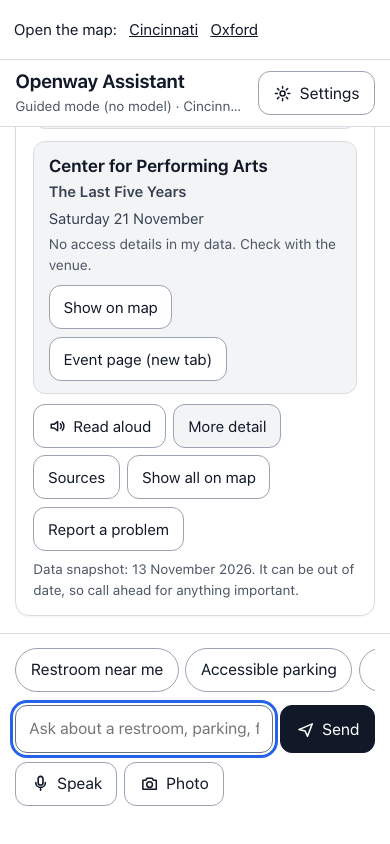 Open the map: Cincinnati Oxford
Openway Assistant
Guided mode (no model) · Cincinn...
Settings
Center for Performing Arts
The Last Five Years
Saturday 21 November
No access details in my data. Check with the
venue.
Show on map
Event page (new tab)
Read aloud
More detail
Sources
Show all on map
Report a problem
Data snapshot: 13 November 2026. It can be out of
date, so call ahead for anything important.
Restroom near me
Accessible parking
Ask about a restroom, parking, f
Send
Speak
Photo